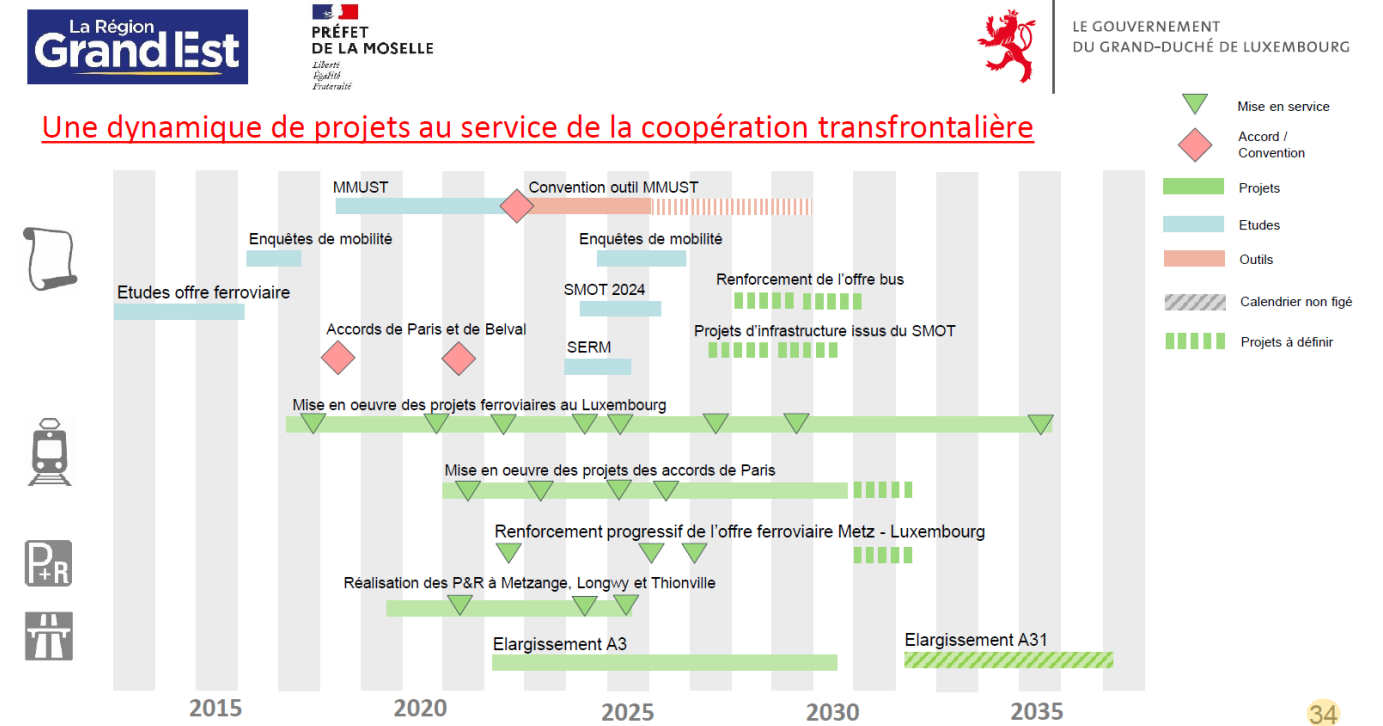 La Région
Grand Est
PRÉFET
DE LA MOSELLE
Liberté
Égalité
Fraternité
LE GOUVERNEMENT
DU GRAND-DUCHÉ DE LUXEMBOURG
Une dynamique de projets au service de la coopération transfrontalière
Mise en service
Accord /
Convention
Projets
Etudes
Outils
Calendrier non figé
Projets à définir
MMUST
Convention outil MMUST
Enquêtes de mobilité
Enquêtes de mobilité
Etudes offre ferroviaire
SMOT 2024
Renforcement de l'offre bus
Accords de Paris et de Belval
SERM
Projets d'infrastructure issus du SMOT
Mise en oeuvre des projets ferroviaires au Luxembourg
Mise en oeuvre des projets des accords de Paris
Renforcement progressif de l'offre ferroviaire Metz - Luxembourg
P+R
Réalisation des P&R à Metzange, Longwy et Thionville
Elargissement A3
Elargissement A31
2015
2020
2025
2030
2035
34